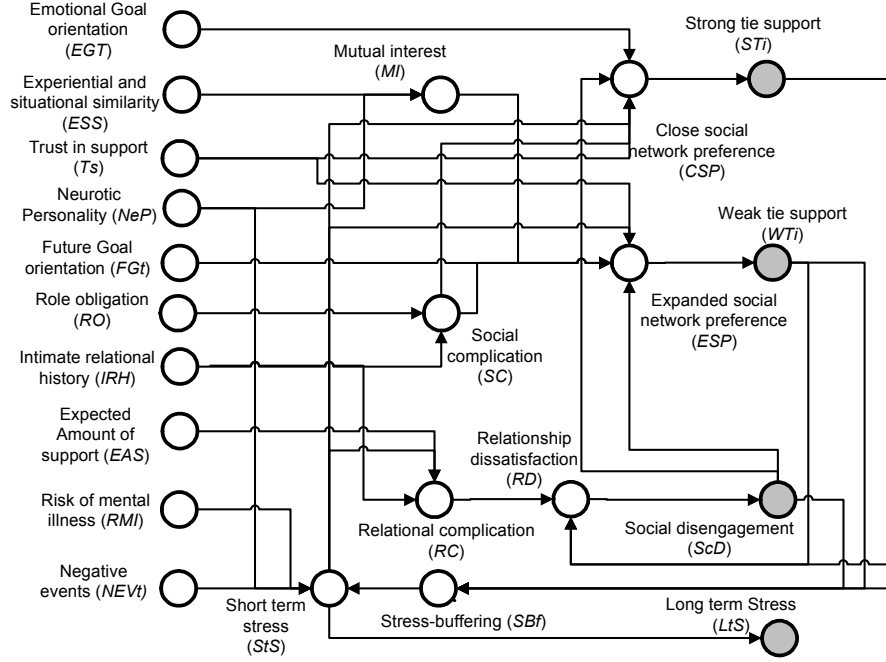 Emotional Goal
orientation
(EGT)
Experiential and
situational similarity
(ESS)
Trust in support
(Ts)
Neurotic
Personality (NeP)
Future Goal
orientation (FGt)
Role obligation
(RO)
Intimate relational
history (IRH)
Expected
Amount of
support (EAS)
Risk of mental
illness (RMI)
Negative
events (NEVt)
Mutual interest
(MI)
Social
complication
(SC)
Relationship
dissatisfaction
(RD)
Relational complication
(RC)
Short term
stress
(StS)
Stress-buffering (SBf)
Strong tie support
(STi)
Close social
network preference
(CSP)
Weak tie support
(WTi)
Expanded social
network preference
(ESP)
Social disengagement
(ScD)
Long term Stress
(LtS)